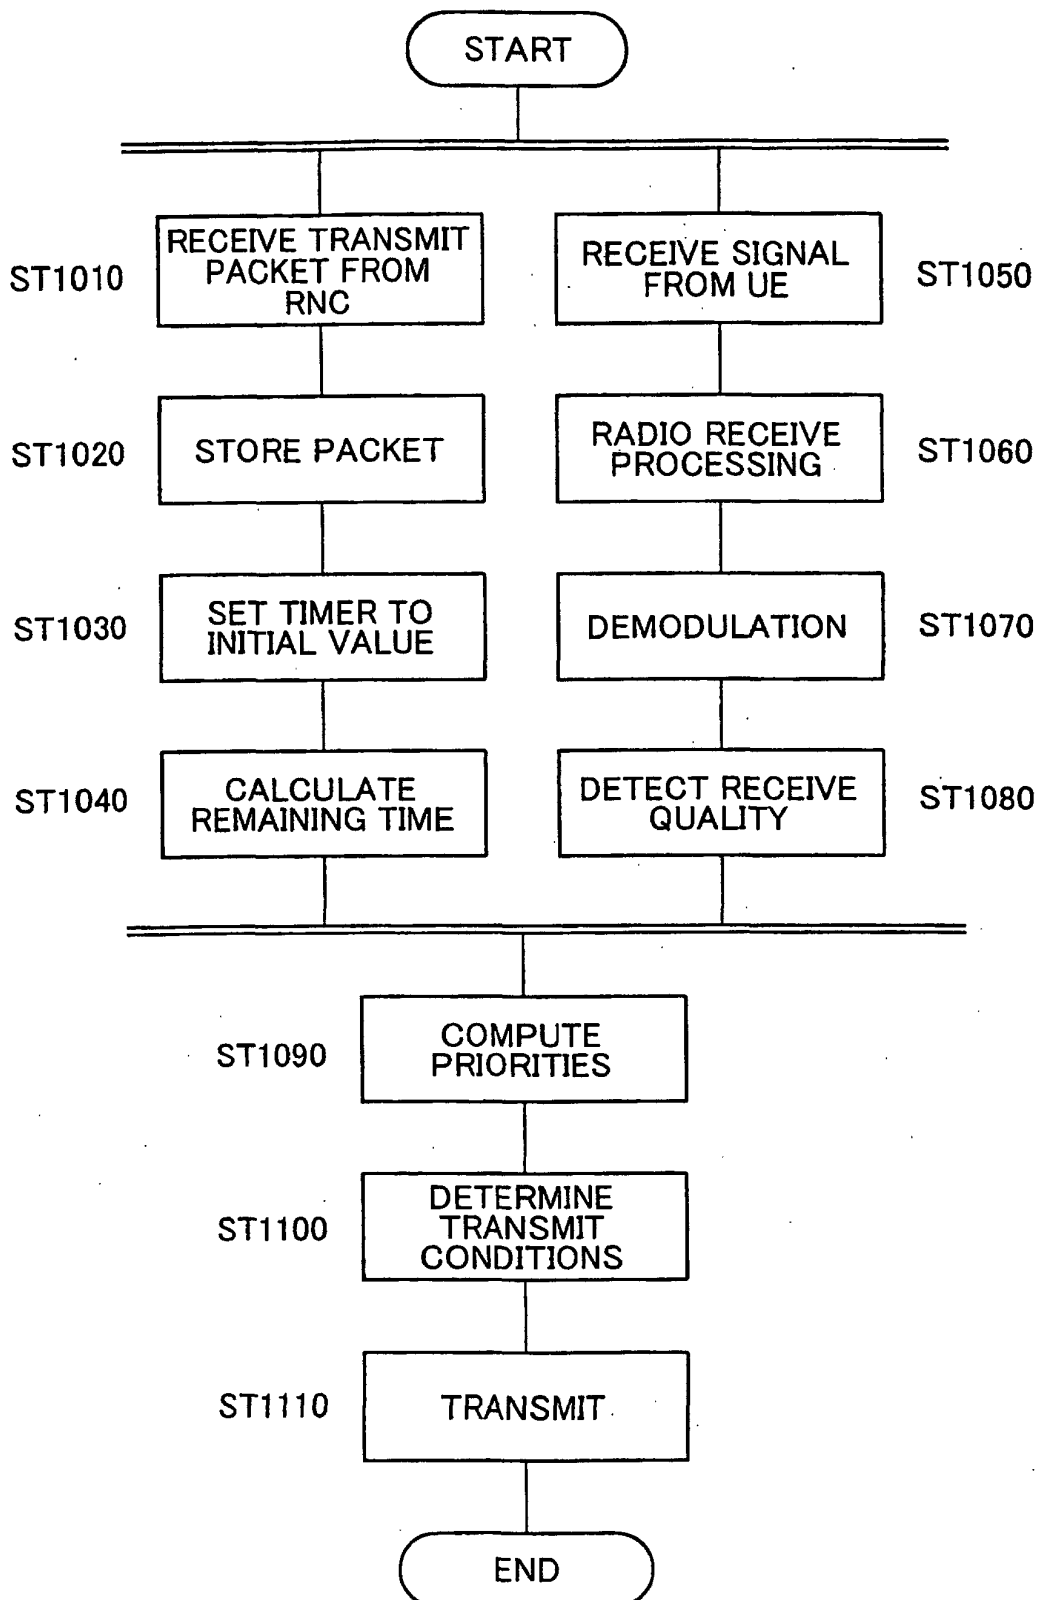 START
ST1010
RECEIVE TRANSMIT
PACKET FROM
RNC
RECEIVE SIGNAL
FROM UE
ST1050
ST1020
STORE PACKET
RADIO RECEIVE
PROCESSING
ST1060
ST1030
SET TIMER TO
INITIAL VALUE
DEMODULATION
ST1070
ST1040
CALCULATE
REMAINING TIME
DETECT RECEIVE
QUALITY
ST1080
ST1090
COMPUTE
PRIORITIES
ST1100
DETERMINE
TRANSMIT
CONDITIONS
ST1110
TRANSMIT
END